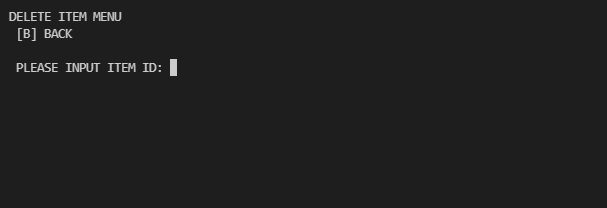 DELETE ITEM MENU
[B] BACK
PLEASE INPUT ITEM ID: